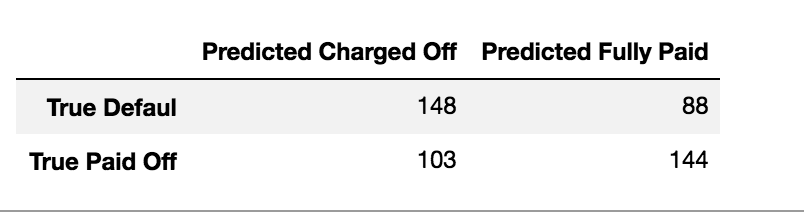 Predicted Charged Off Predicted Fully Paid
True Defaul 148 88
True Paid Off 103 144